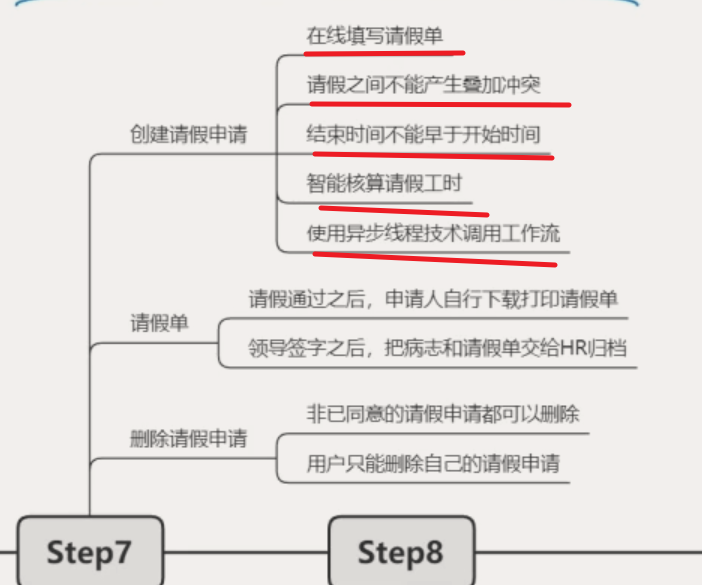 在线填写请假单
请假之间不能产生叠加冲突
创建请假申请
结束时间不能早于开始时间
智能核算请假工时
使用异步线程技术调用工作流
请假通过之后，申请人自行下载打印请假单
请假单
领导签字之后，把病志和请假单交给HR归档
非已同意的请假申请都可以删除
删除请假申请
用户只能删除自己的请假申请
Step7
Step8